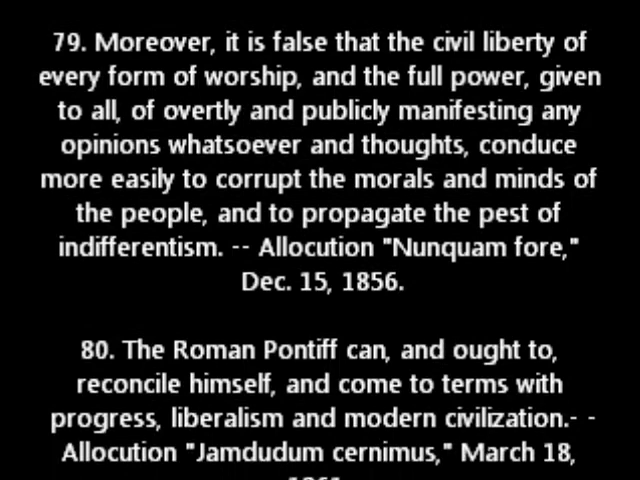 79. Moreover, it is false that the civil liberty of
every form of worship, and the full power, given
to all, of overtly and publicly manifesting any
opinions whatsoever and thoughts, conduce
more easily to corrupt the morals and minds of
the people, and to propagate the pest of
indifferentism. -- Allocution "Nunquam fore,"
Dec. 15, 1856.
80. The Roman Pontiff can, and ought to,
reconcile himself, and come to terms with
progress, liberalism and modern civilization.- -
Allocution "Jamdudum cernimus," March 18,